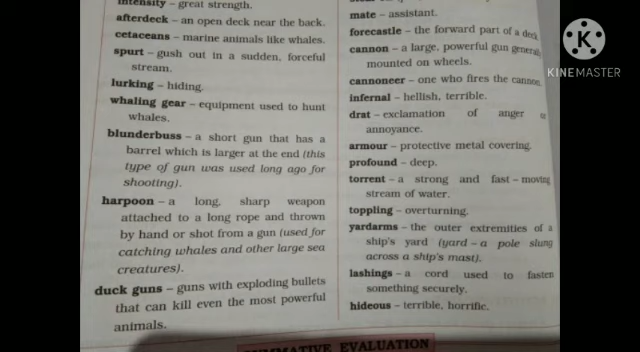 intensity – great strength.
afterdeck – an open deck near the back.
cetaceans – marine animals like whales.
spurt – gush out in a sudden, forceful
stream.
lurking – hiding.
whaling gear – equipment used to hunt
whales.
blunderbuss – a short gun that has a
barrel which is larger at the end (this
type of gun was used long ago for
shooting).
harpoon – a long, sharp weapon
attached to a long rope and thrown
by hand or shot from a gun (used for
catching whales and other large sea
creatures).
duck guns – guns with exploding bullets
that can kill even the most powerful
animals.
mate – assistant.
forecastle – the forward part of a deck
cannon – a large, powerful gun
mounted on wheels.
cannoneer – one who fires the cannon.
infernal – hellish, terrible.
drat – exclamation of anger or
annoyance.
armour – protective metal covering.
profound – deep.
torrent – a strong and fast – moving
stream of water.
toppling – overturning.
yardarms – the outer extremities of a
ship's yard (yard – a pole slung
across a ship's mast).
lashings – a cord used to fasten
something securely.
hideous – terrible, horrific.
EVALUATION
KINEMASTER